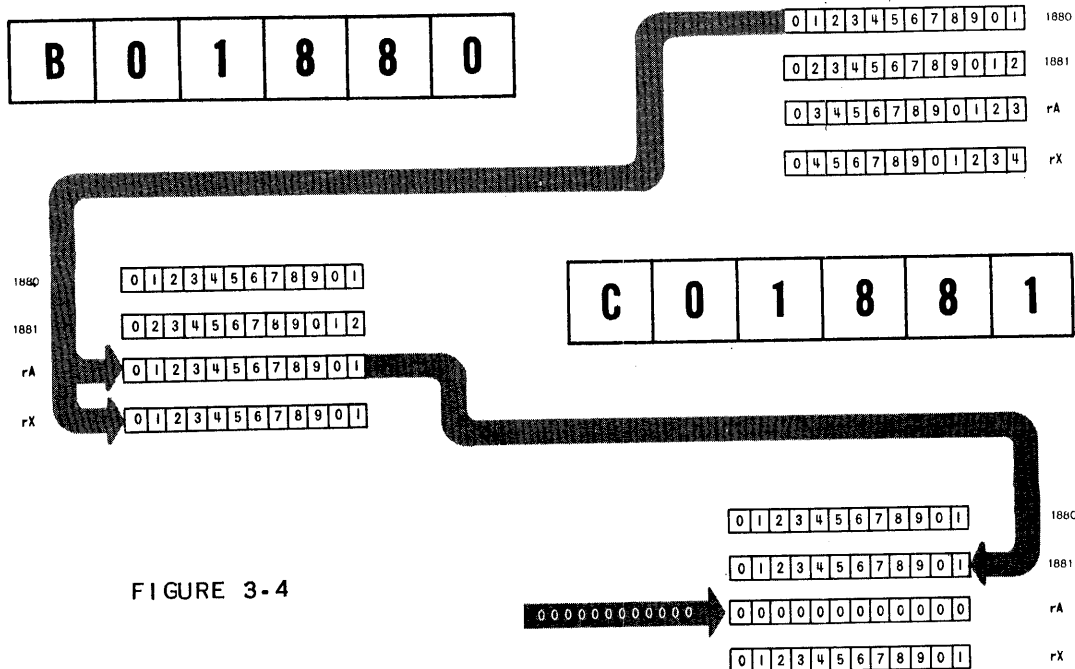 B 0 1 8 8 0
0 1 2 3 4 5 6 7 8 9 0 1 1880
0 2 3 4 5 6 7 8 9 0 1 2 1881
0 3 4 5 6 7 8 9 0 1 2 3 rA
0 4 5 6 7 8 9 0 1 2 3 4 rX
1880 0 1 2 3 4 5 6 7 8 9 0 1
1881 0 2 3 4 5 6 7 8 9 0 1 2
rA 0 1 2 3 4 5 6 7 8 9 0 1
rX 0 1 2 3 4 5 6 7 8 9 0 1
C 0 1 8 8 1
0 1 2 3 4 5 6 7 8 9 0 1 1880
0 1 2 3 4 5 6 7 8 9 0 1 1881
000000000000 0 0 0 0 0 0 0 0 0 0 0 0 rA
0 1 2 3 4 5 6 7 8 9 0 1 rX
FIGURE 3-4